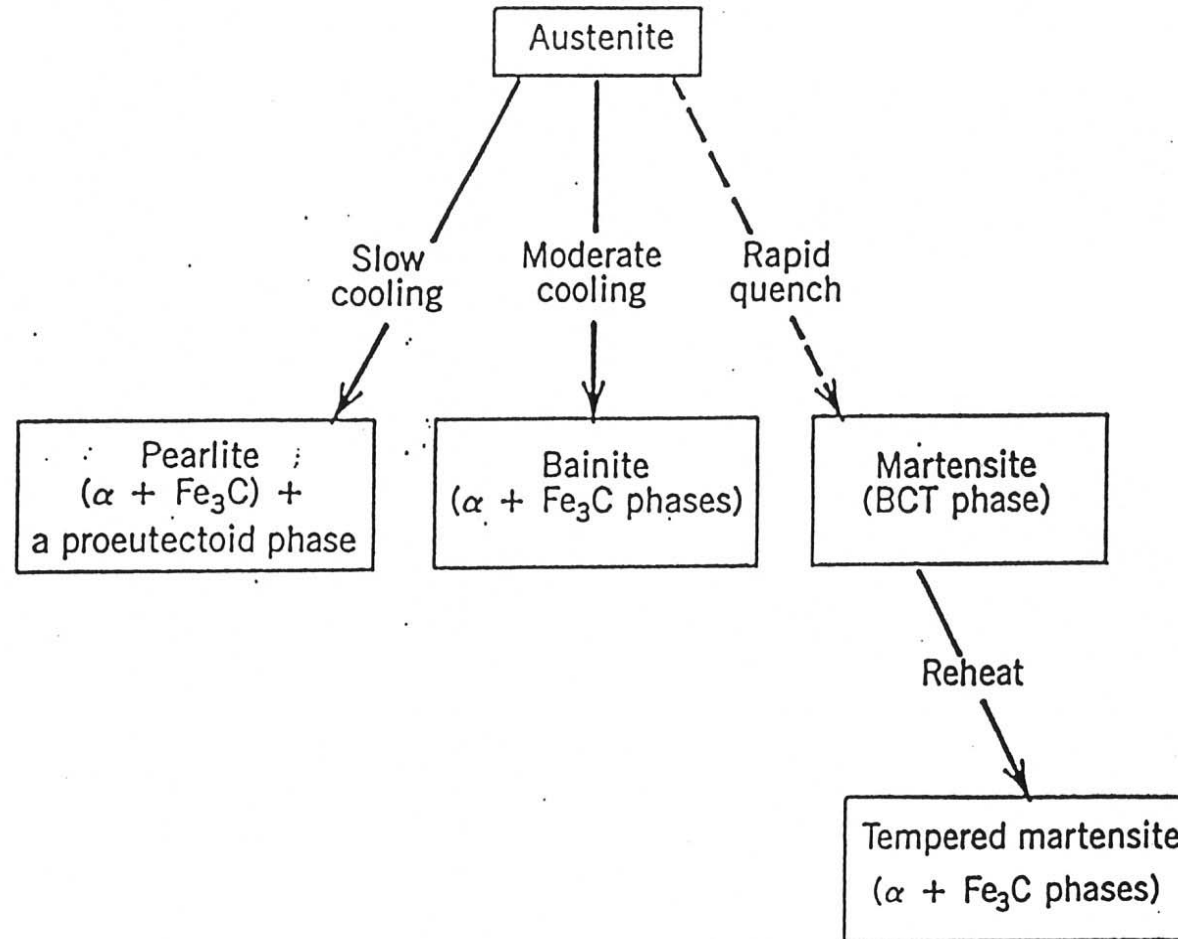 Austenite
Slow
cooling
Moderate
cooling
Rapid
quench
Pearlite
(α + Fe₃C) +
a proeutectoid phase
Bainite
(α + Fe₃C phases)
Martensite
(BCT phase)
Reheat
Tempered martensite
(α + Fe₃C phases)